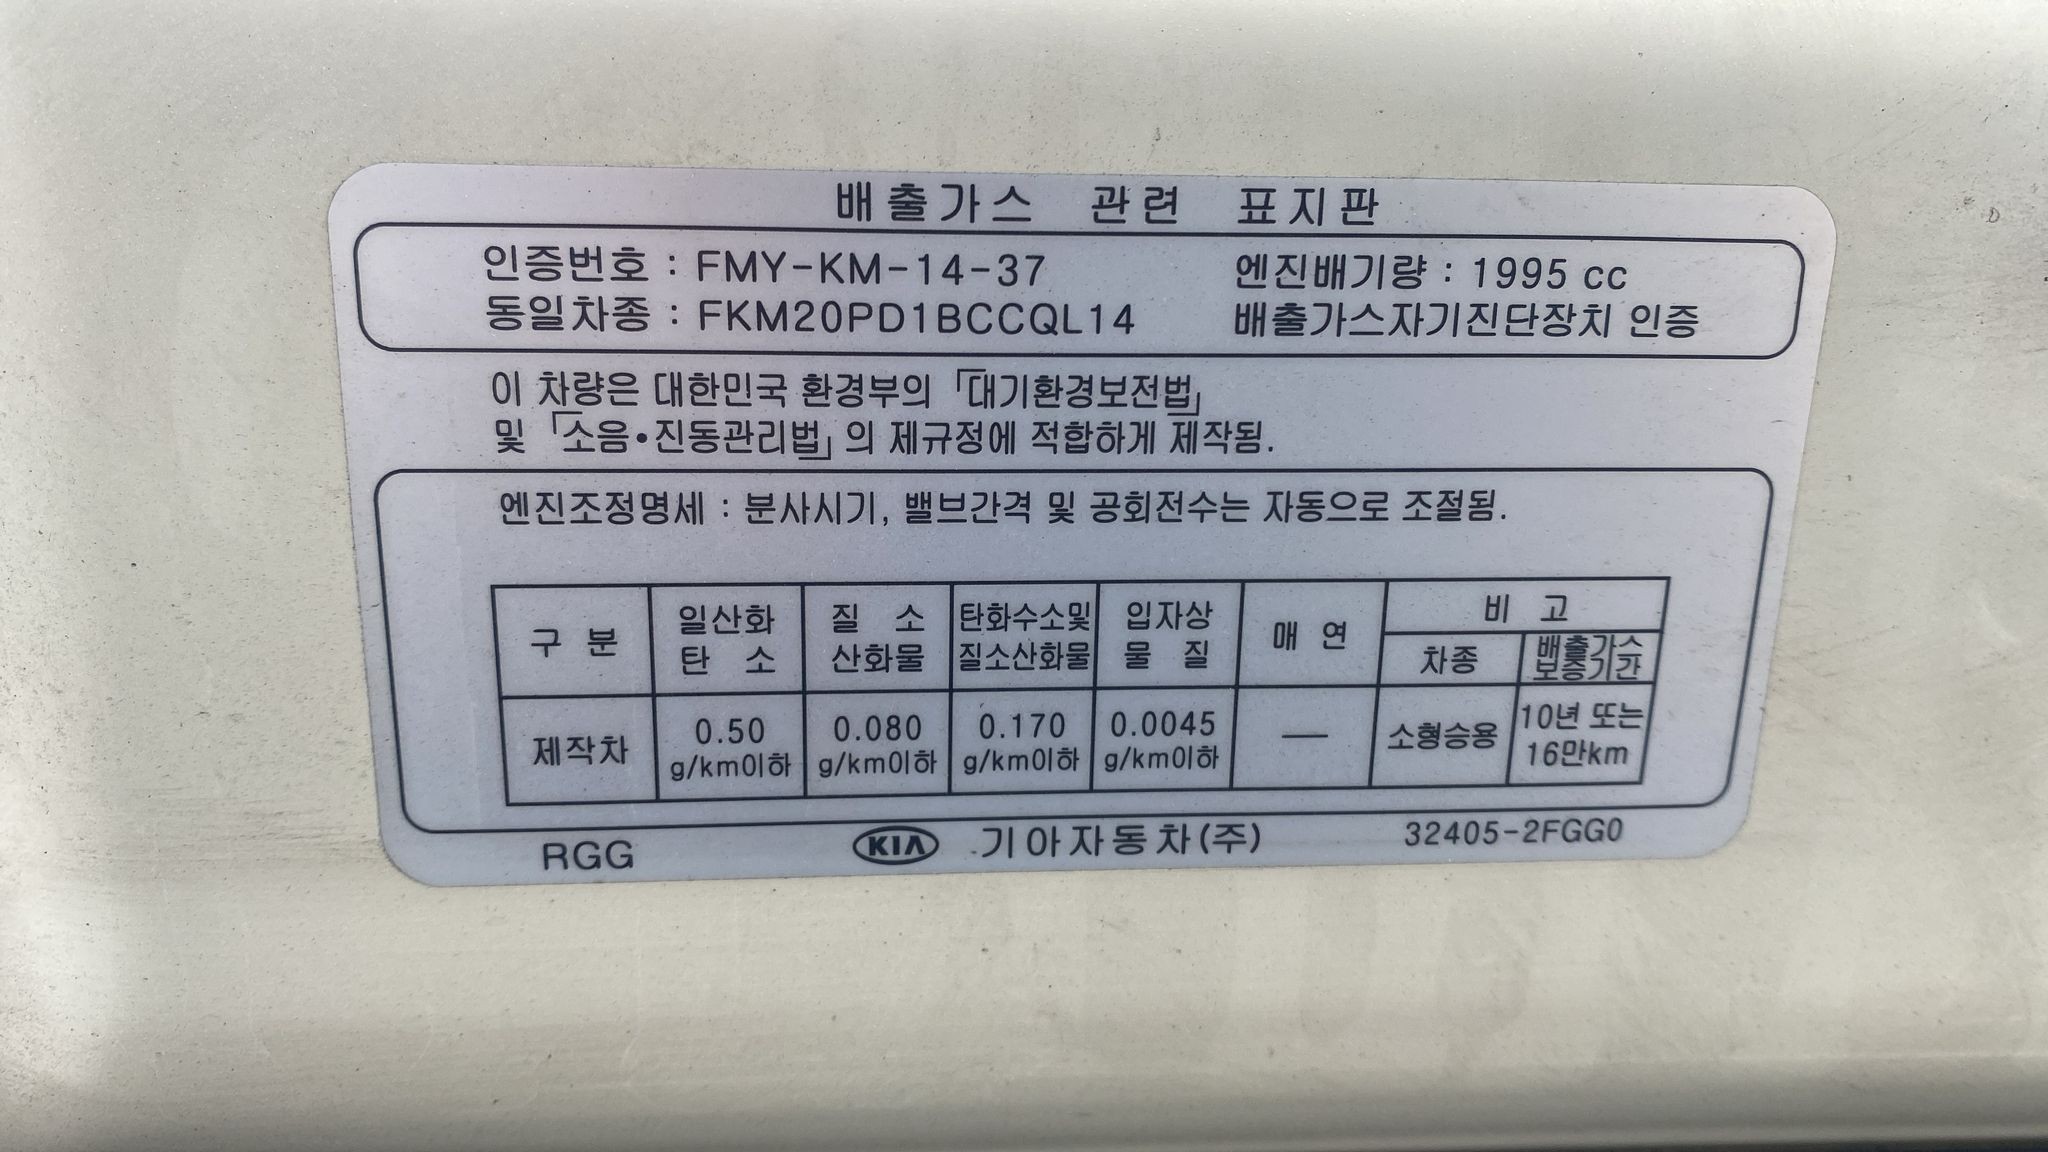 배출가스 관련 표지판
인증번호 : FMY-KM-14-37 엔진배기량 : 1995 cc
동일차종 : FKM20PD1BCCQL14 배출가스자기진단장치 인증
이 차량은 대한민국 환경부의 「대기환경보전법」
및 「소음•진동관리법」의 제규정에 적합하게 제작됨.
엔진조정명세 : 분사시기, 밸브간격 및 공회전수는 자동으로 조절됨.
구 분 일산화 탄 소 질 소 산화물 탄화수소및 질소산화물 입자상 물 질 매 연 비 고
차종 배출가스 보증기간
제작차 0.50 g/km이하 0.080 g/km이하 0.170 g/km이하 0.0045 g/km이하 — 소형승용 10년 또는 16만km
RGG KIA 기아자동차(주) 32405-2FGG0